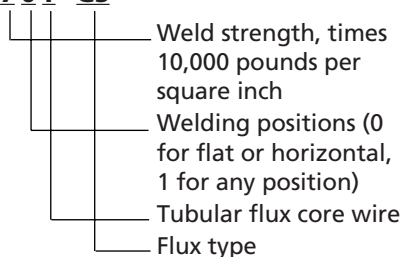 Weld strength, times
10,000 pounds per
square inch
Welding positions (0
for flat or horizontal,
1 for any position)
Tubular flux core wire
Flux type